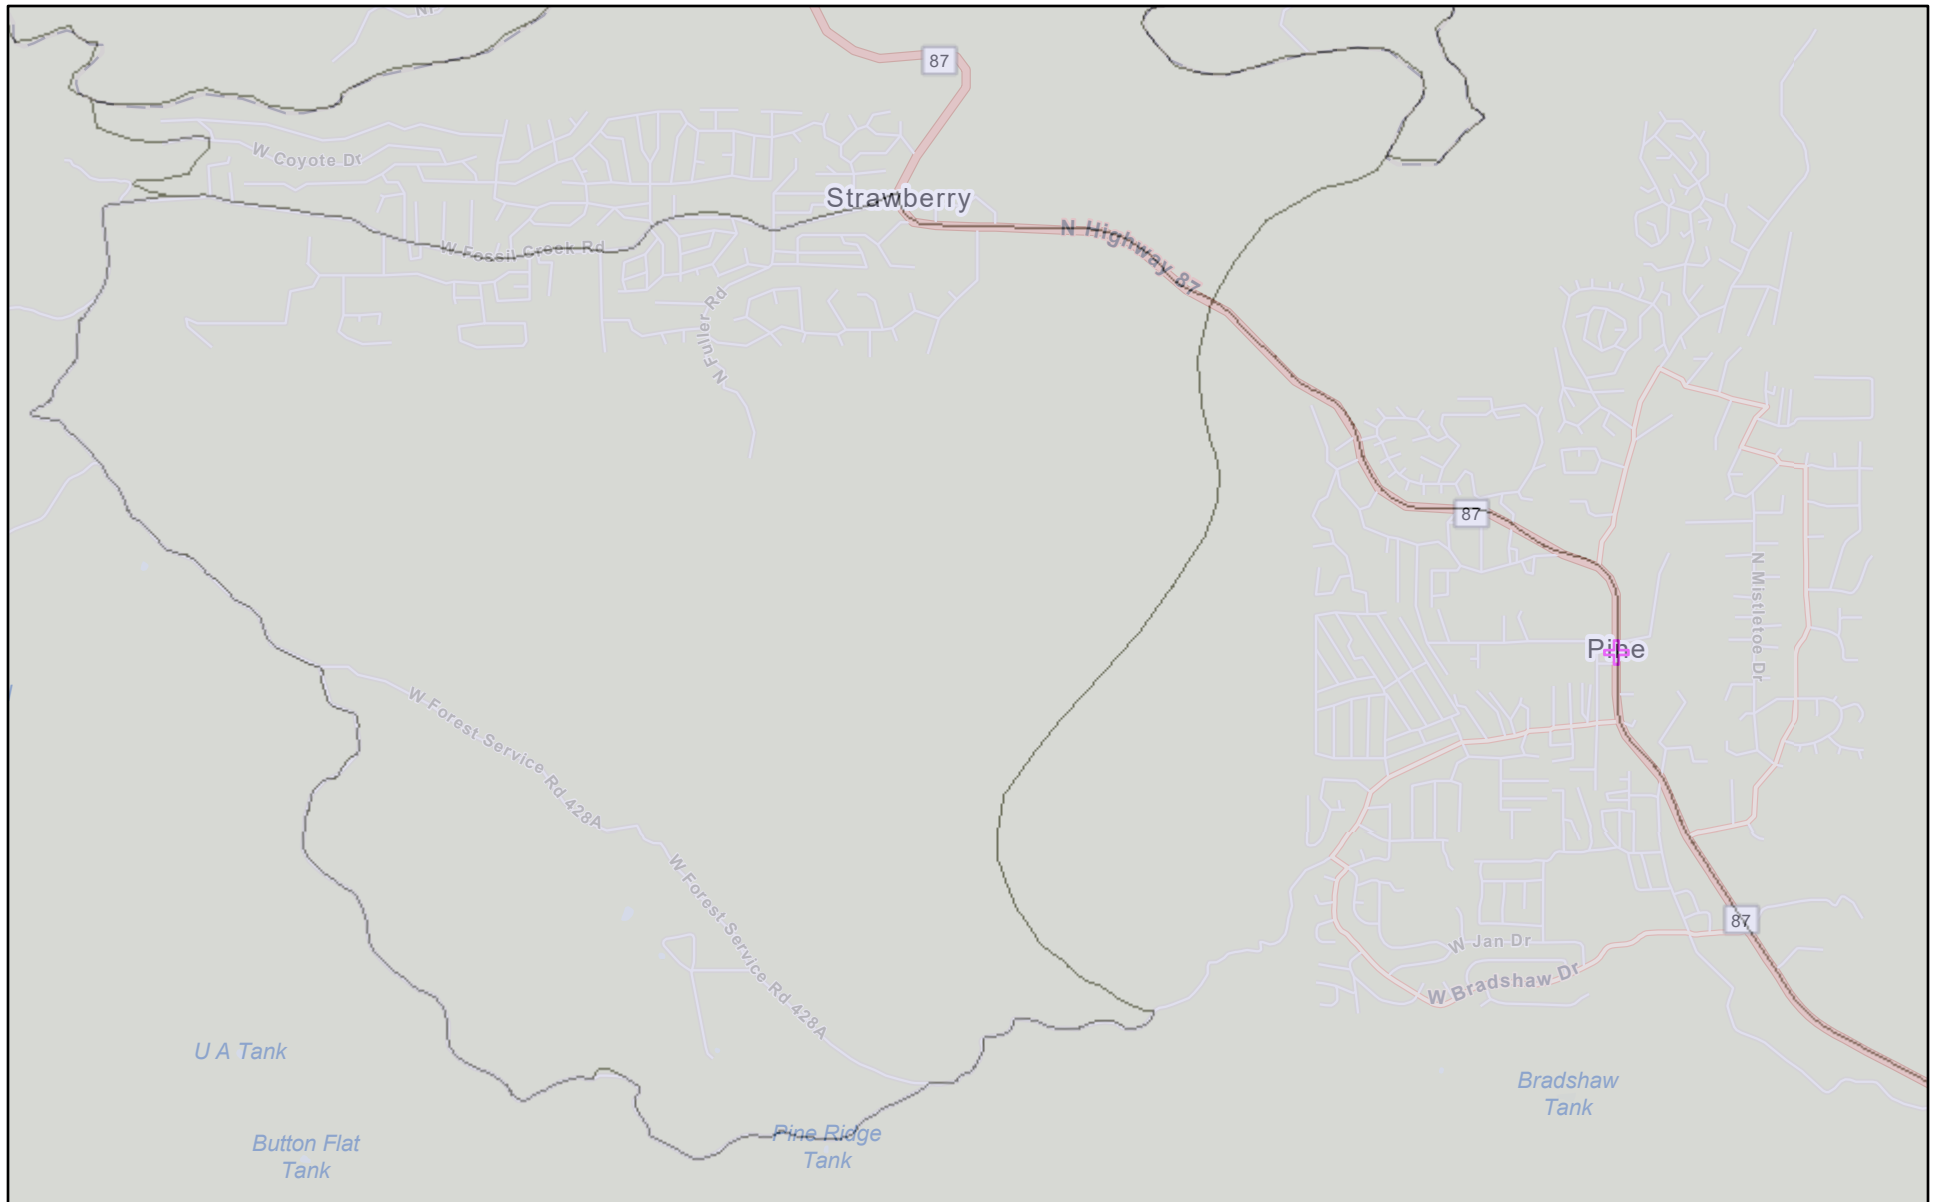 87
W Coyote Dr
Strawberry
N Highway 87
W Fossil Creek Rd
N Fuller Rd
87
N Mistletoe Dr
Pine
W Forest Service Rd 428A
W Forest Service Rd 428A
87
W Jan Dr
W Bradshaw Dr
U A Tank
Bradshaw
Tank
Pine Ridge
Tank
Button Flat
Tank